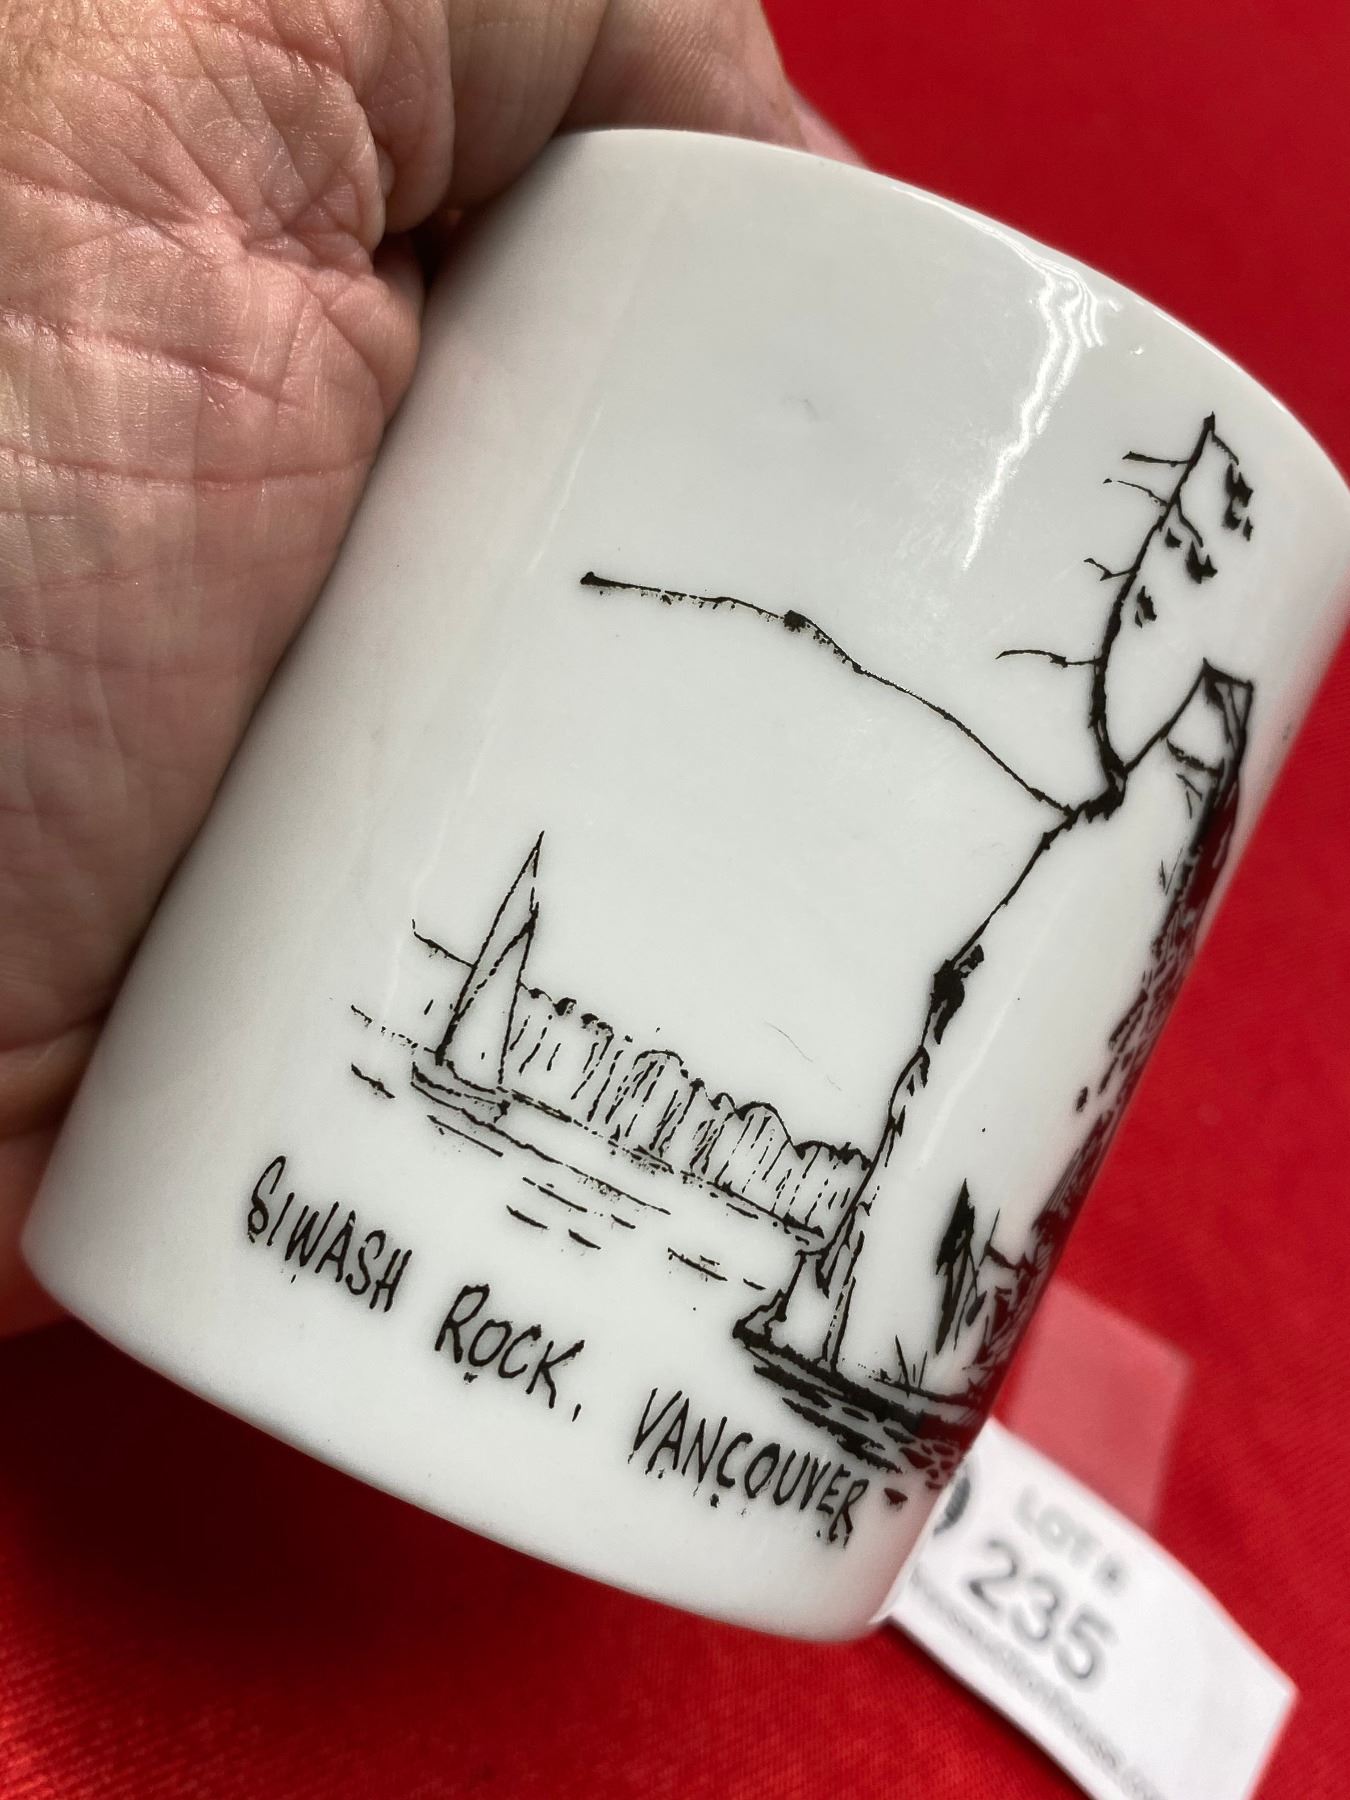 SIWASH ROCK, VANCOUVER
LOT #
235